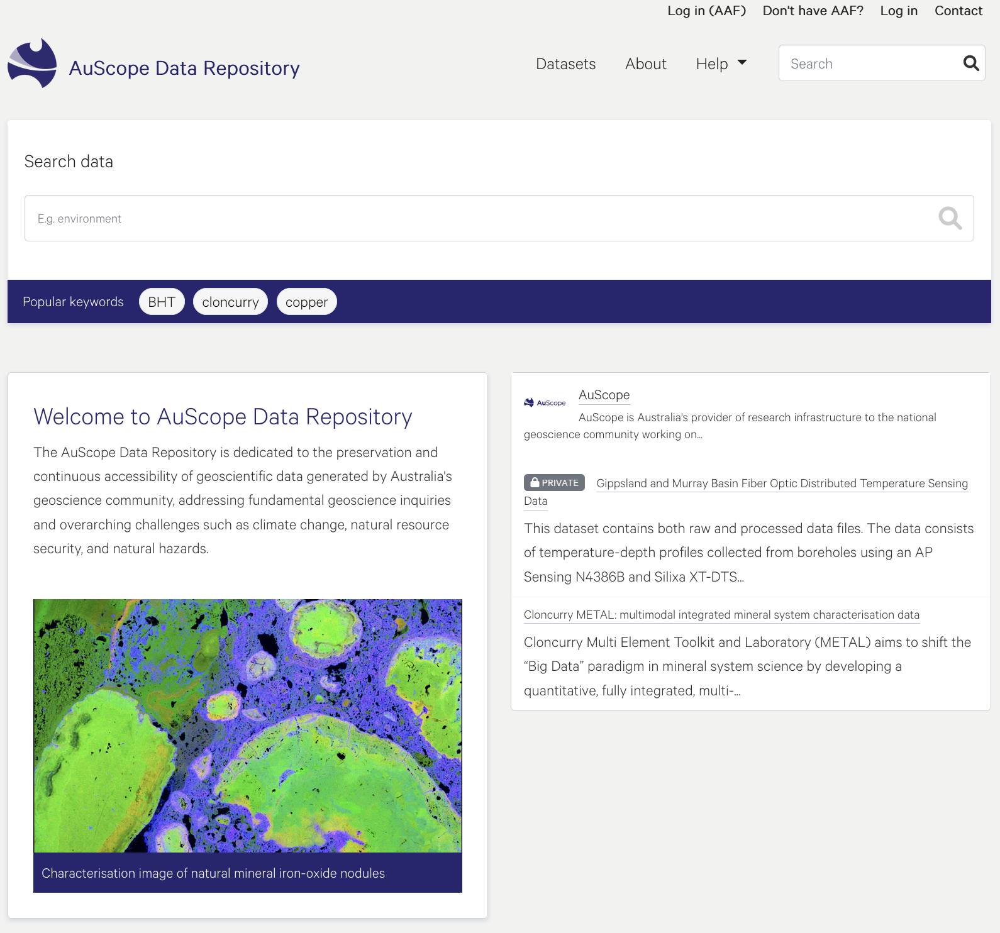 Log in (AAF) Don't have AAF? Log in Contact
AuScope Data Repository
Datasets About Help Search
Search data
E.g. environment
Popular keywords BHT cloncurry copper
Welcome to AuScope Data Repository
The AuScope Data Repository is dedicated to the preservation and
continuous accessibility of geoscientific data generated by Australia's
geoscience community, addressing fundamental geoscience inquiries
and overarching challenges such as climate change, natural resource
security, and natural hazards.
Characterisation image of natural mineral iron-oxide nodules
AuScope AuScope
AuScope is Australia's provider of research infrastructure to the national
geoscience community working on...
PRIVATE Gippsland and Murray Basin Fiber Optic Distributed Temperature Sensing
Data
This dataset contains both raw and processed data files. The data consists
of temperature-depth profiles collected from boreholes using an AP
Sensing N4386B and Silixa XT-DTS...
Cloncurry METAL: multimodal integrated mineral system characterisation data
Cloncurry Multi Element Toolkit and Laboratory (METAL) aims to shift the
“Big Data” paradigm in mineral system science by developing a
quantitative, fully integrated, multi-...